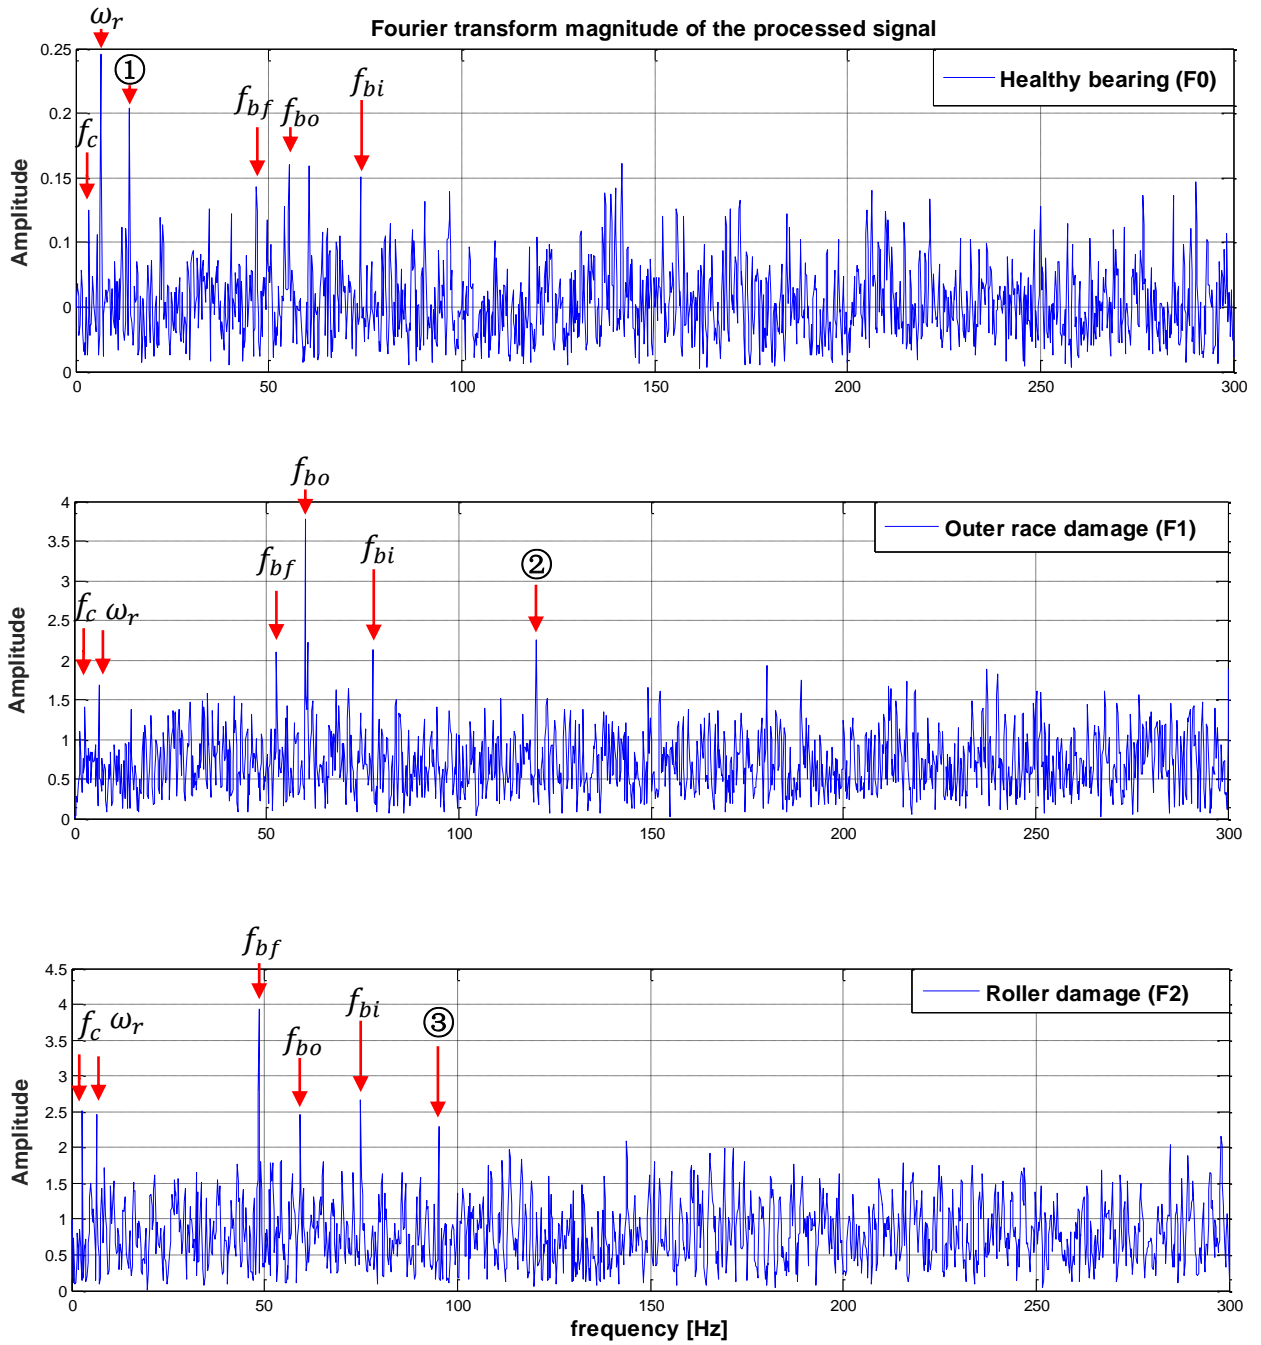 ωr
Fourier transform magnitude of the processed signal
0.25
①
Healthy bearing (F0)
fc
fbf
fbo
fbi
0.2
0.15
0.1
0
0
Amplitude
0
50
100
150
200
250
300
fbo
4
Outer race damage (F1)
3.5
fbf
fbi
②
3
fc
ωr
2.5
2
1.5
1
0.5
0
Amplitude
0
50
100
150
200
250
300
fbf
4.5
Roller damage (F2)
4
fc
ωr
fbo
fbi
③
3.5
3
2.5
2
1.5
1
0.5
0
Amplitude
0
50
100
150
200
250
300
frequency [Hz]